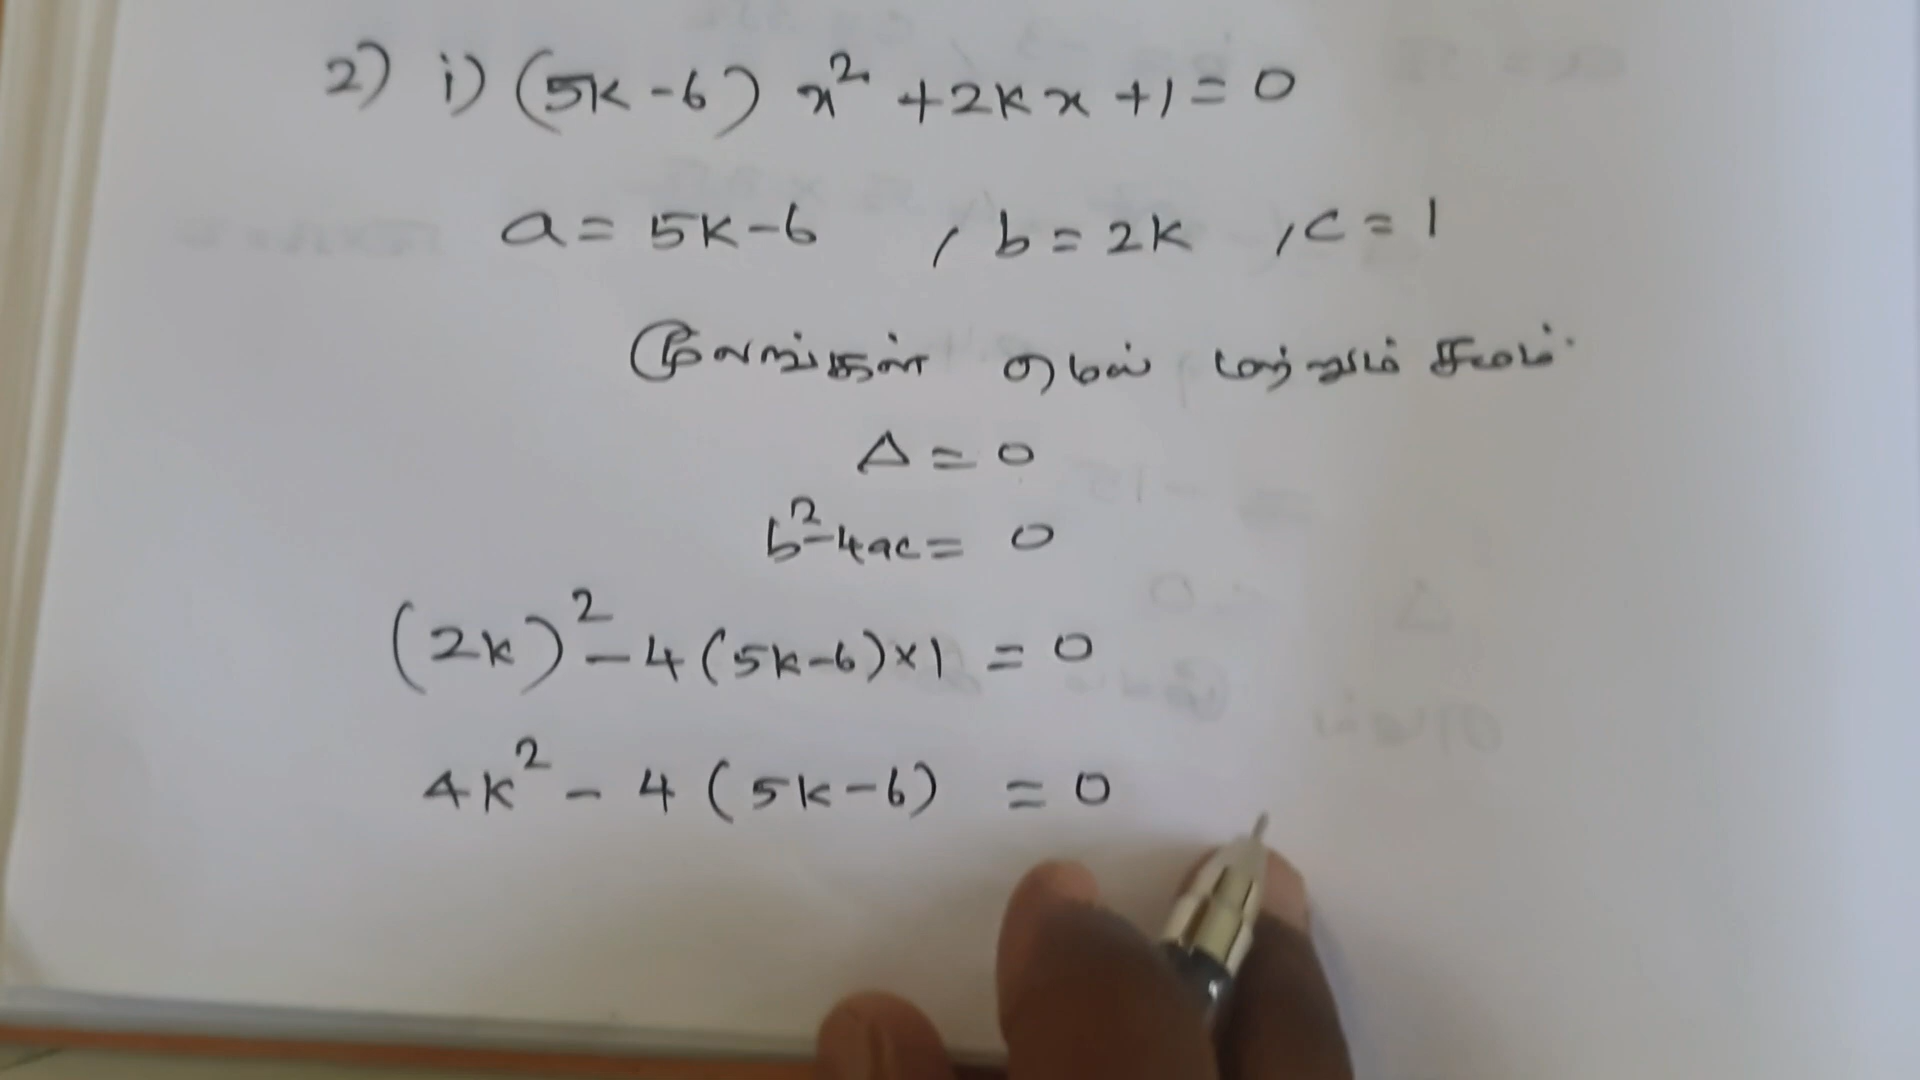 2) i) (5k-6) x² +2kx +1 = 0
a = 5k-6 , b = 2k , c = 1
மூலங்கள் மெய் மற்றும் சமம்.
Δ = 0
b²-4ac = 0
(2k)² - 4(5k-6)×1 = 0
4k² - 4 (5k-6) = 0